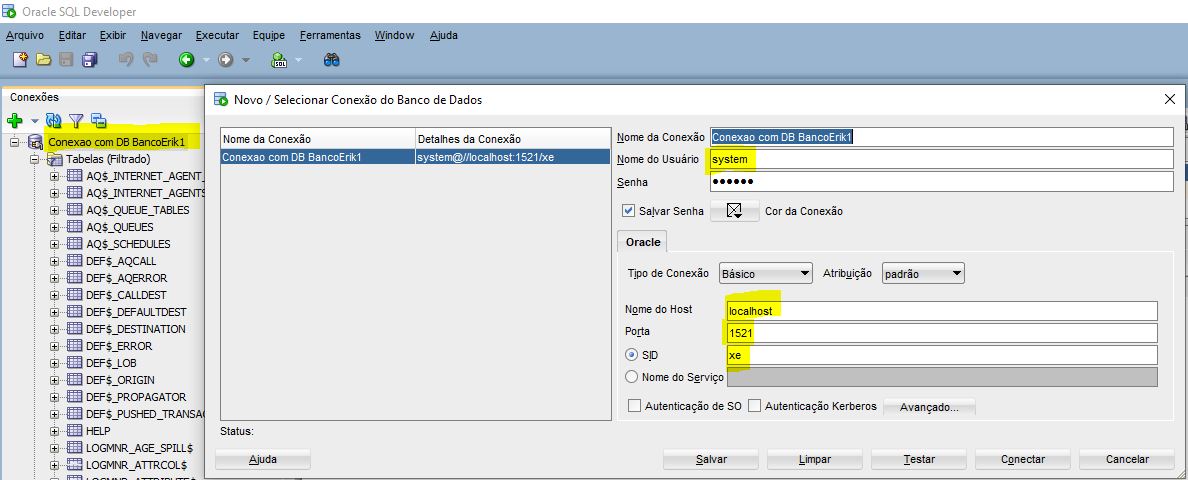 Oracle SQL Developer
Arquivo Editar Exibir Navegar Executar Equipe Ferramentas Window Ajuda
SQL
Conexões
Conexao com DB BancoErik1
Tabelas (Filtrado)
AQ$_INTERNET_AGENT_
AQ$_INTERNET_AGENTS
AQ$_QUEUE_TABLES
AQ$_QUEUES
AQ$_SCHEDULES
DEF$_AQCALL
DEF$_AQERROR
DEF$_CALLDEST
DEF$_DEFAULTDEST
DEF$_DESTINATION
DEF$_ERROR
DEF$_LOB
DEF$_ORIGIN
DEF$_PROPAGATOR
DEF$_PUSHED_TRANSAC
HELP
LOGMNR_AGE_SPILL$
LOGMNR_ATTRCOL$
LOGMNR_ATTRIBUTE$
Novo / Selecionar Conexão do Banco de Dados
Nome da Conexão Detalhes da Conexão
Conexao com DB BancoErik1 system@//localhost:1521/xe
Nome da Conexão Conexao com DB BancoErik1
Nome do Usuário system
Senha ●●●●●●
Salvar Senha Cor da Conexão
Oracle
Tipo de Conexão Básico Atribuição padrão
Nome do Host localhost
Porta 1521
SID xe
Nome do Serviço
Autenticação de SO Autenticação Kerberos Avançado...
Status:
Ajuda Salvar Limpar Testar Conectar Cancelar